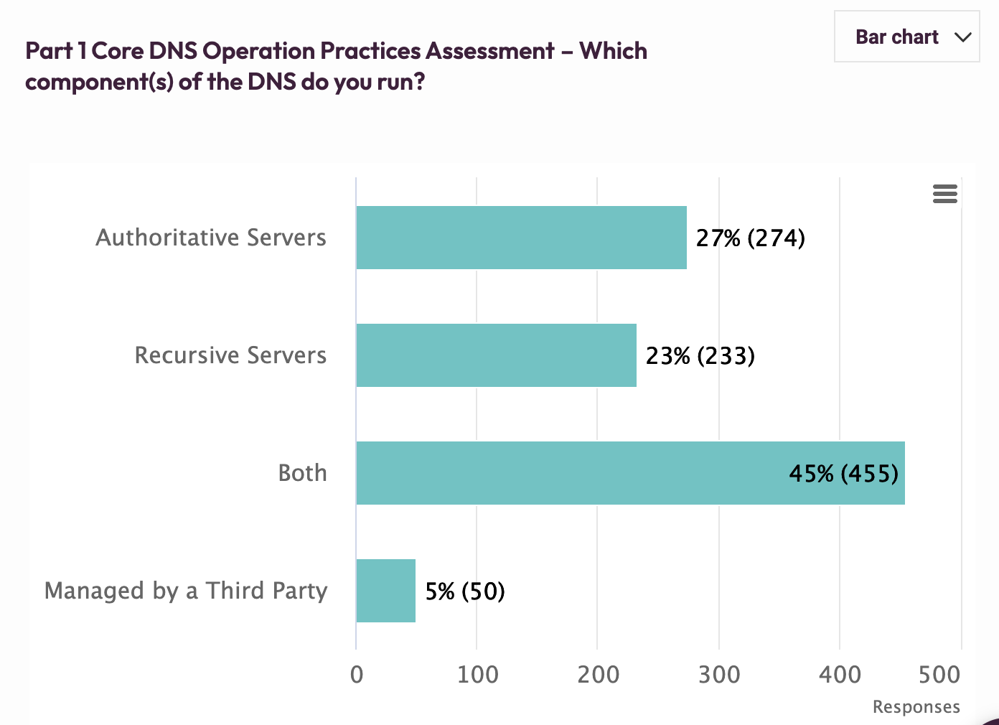 Bar chart
Part 1 Core DNS Operation Practices Assessment – Which
component(s) of the DNS do you run?
Authoritative Servers
27% (274)
Recursive Servers
23% (233)
Both
45% (455)
Managed by a Third Party
5% (50)
0 100 200 300 400 500
Responses